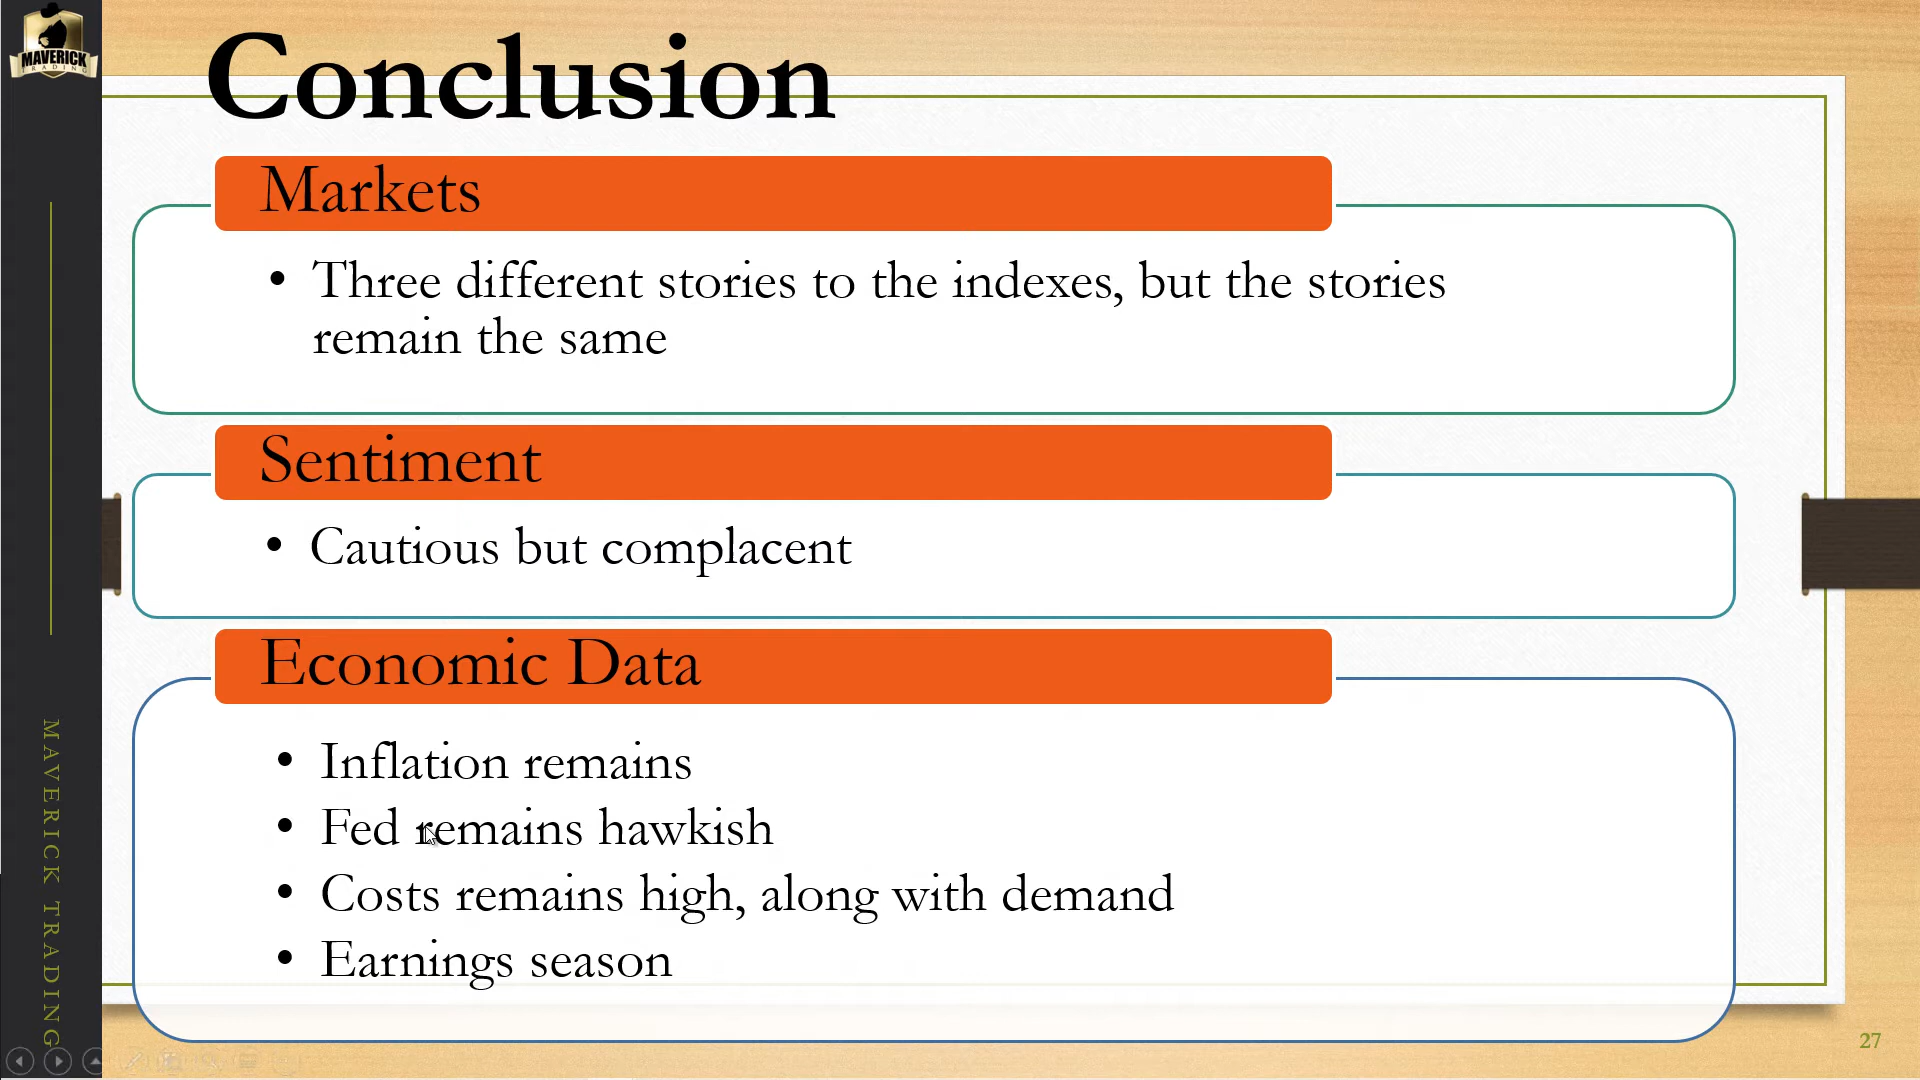 MAVERICK
TRADING
Conclusion
Markets
• Three different stories to the indexes, but the stories
remain the same
Sentiment
• Cautious but complacent
Economic Data
• Inflation remains
• Fed remains hawkish
• Costs remains high, along with demand
• Earnings season
MAVERICK TRADING
27